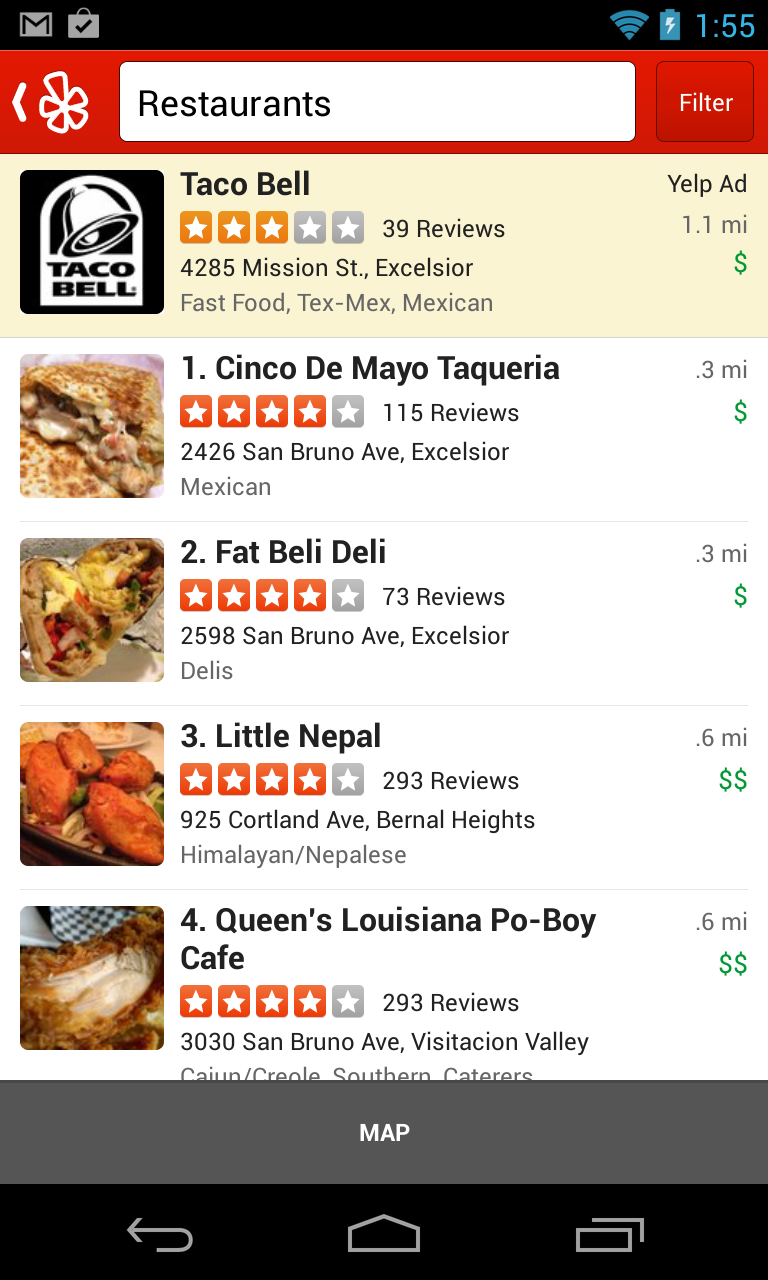 1:55
Restaurants
Filter
TACO
BELL
Taco Bell
Yelp Ad
39 Reviews
1.1 mi
4285 Mission St., Excelsior
$
Fast Food, Tex-Mex, Mexican
1. Cinco De Mayo Taqueria
.3 mi
115 Reviews
$
2426 San Bruno Ave, Excelsior
Mexican
2. Fat Beli Deli
.3 mi
73 Reviews
$
2598 San Bruno Ave, Excelsior
Delis
3. Little Nepal
.6 mi
293 Reviews
$$
925 Cortland Ave, Bernal Heights
Himalayan/Nepalese
4. Queen's Louisiana Po-Boy
Cafe
.6 mi
$$
293 Reviews
3030 San Bruno Ave, Visitacion Valley
Cajun/Creole, Southern, Caterers
MAP